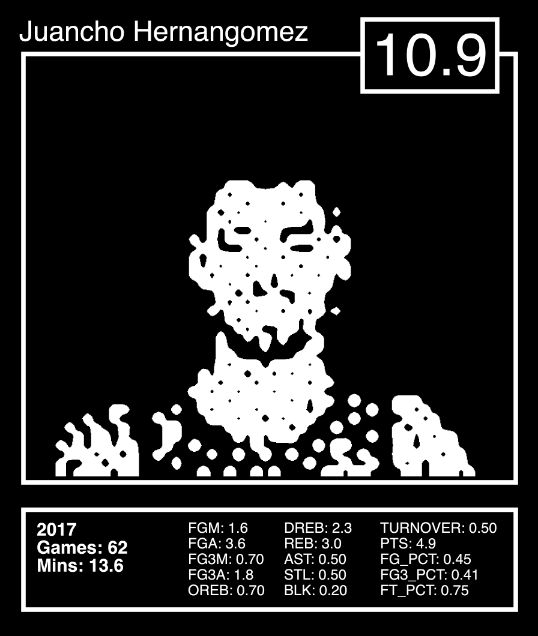 Juancho Hernangomez
10.9
2017
Games: 62
Mins: 13.6
FGM: 1.6
FGA: 3.6
FG3M: 0.70
FG3A: 1.8
OREB: 0.70
DREB: 2.3
REB: 3.0
AST: 0.50
STL: 0.50
BLK: 0.20
TURNOVER: 0.50
PTS: 4.9
FG_PCT: 0.45
FG3_PCT: 0.41
FT_PCT: 0.75